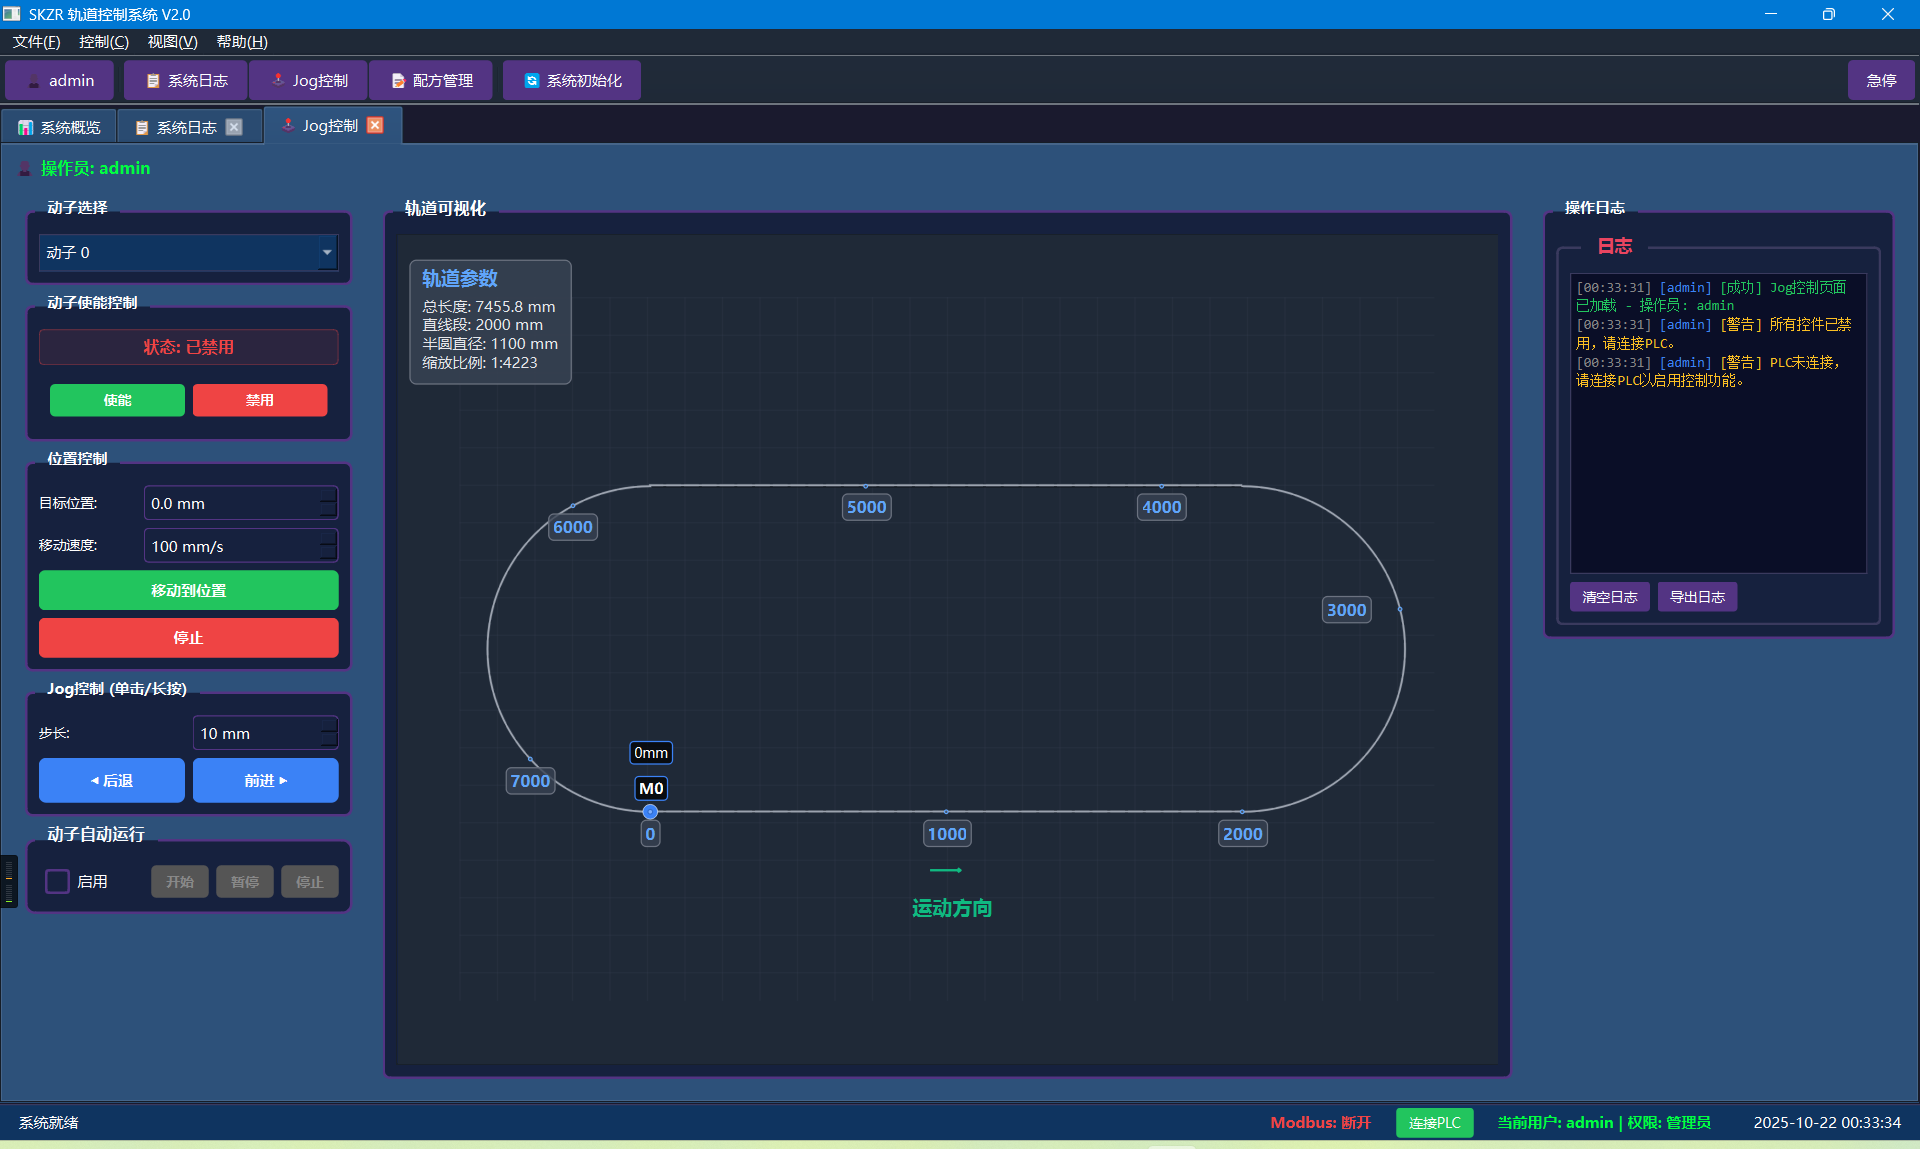 SKZR 轨道控制系统 V2.0
文件(F) 控制(C) 视图(V) 帮助(H)
admin 系统日志 Jog控制 配方管理 系统初始化 急停
系统概览 系统日志 Jog控制
操作员: admin
动子选择
动子 0
动子使能控制
状态: 已禁用
使能 禁用
位置控制
目标位置: 0.0 mm
移动速度: 100 mm/s
移动到位置
停止
Jog控制 (单击/长按)
步长: 10 mm
◂ 后退 前进 ▸
动子自动运行
启用 开始 暂停 停止
轨道可视化
轨道参数
总长度: 7455.8 mm
直线段: 2000 mm
半圆直径: 1100 mm
缩放比例: 1:4223
5000 4000
6000
3000
0mm
7000
M0
0 1000 2000
运动方向
操作日志
日志
[00:33:31] [admin] [成功] Jog控制页面
已加载 - 操作员: admin
[00:33:31] [admin] [警告] 所有控件已禁
用，请连接PLC。
[00:33:31] [admin] [警告] PLC未连接，
请连接PLC以启用控制功能。
清空日志 导出日志
系统就绪 Modbus: 断开 连接PLC 当前用户: admin | 权限: 管理员 2025-10-22 00:33:34